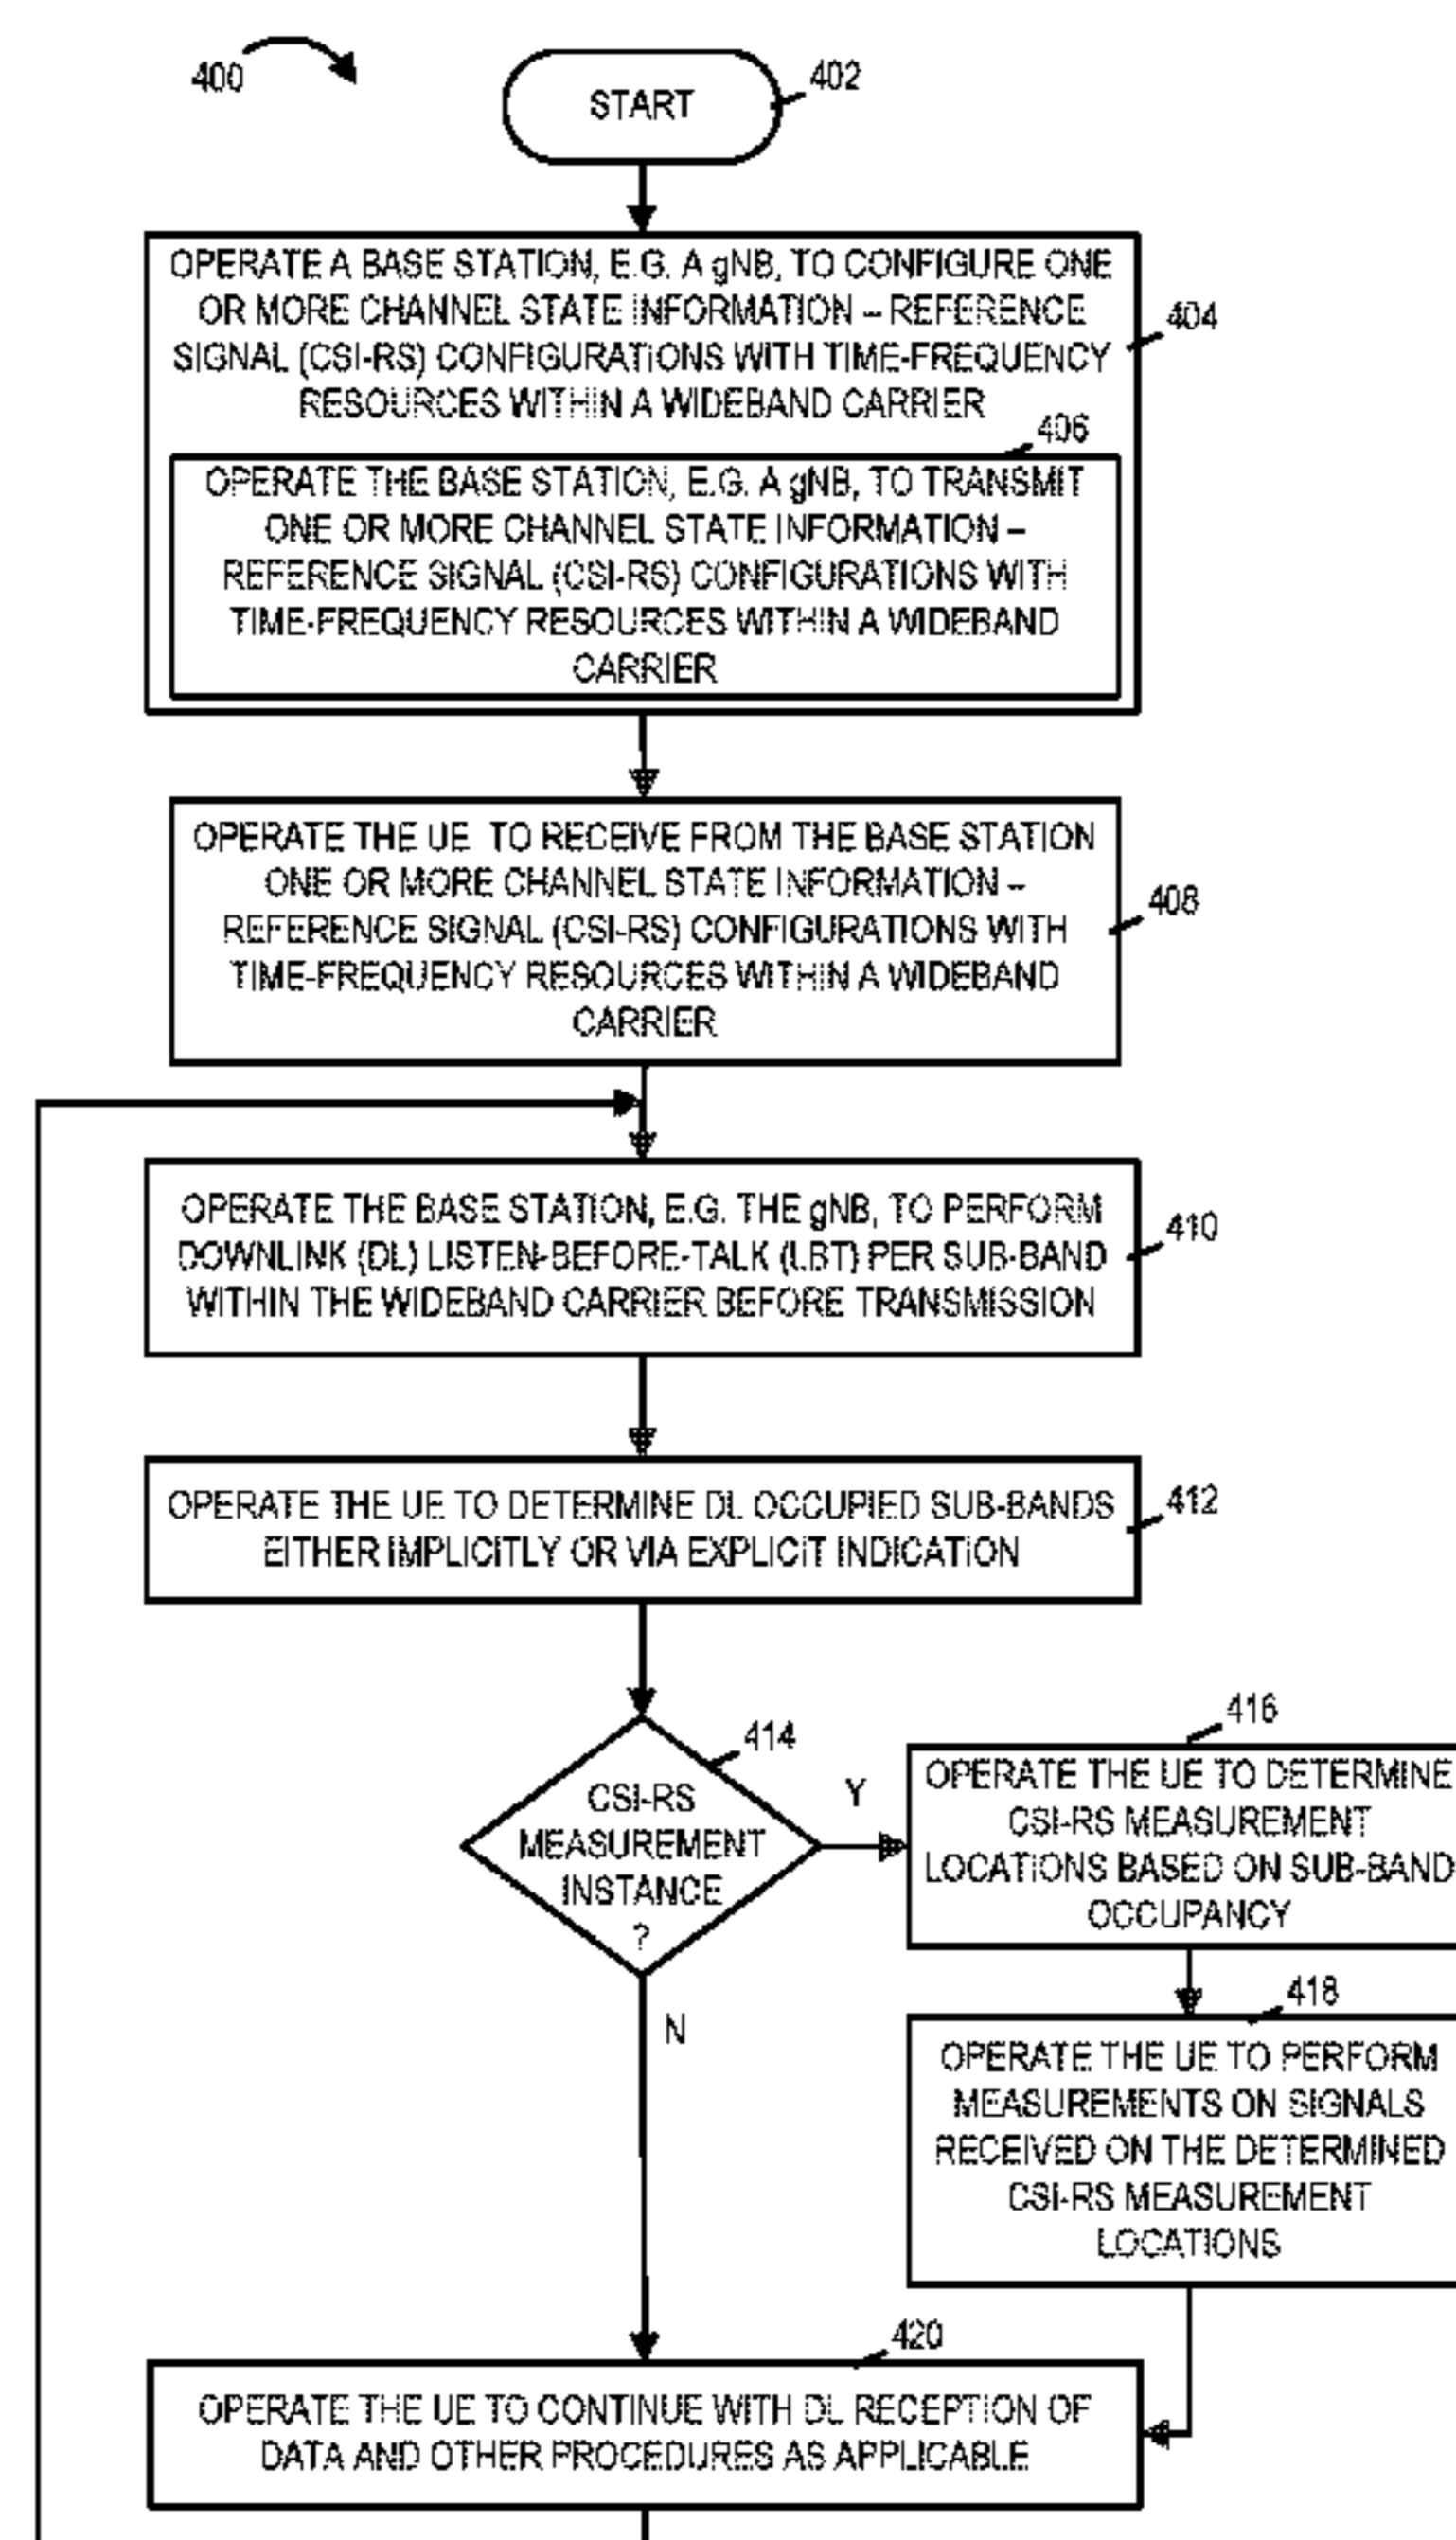 400
START
402
OPERATE A BASE STATION, E.G. A gNB, TO CONFIGURE ONE
OR MORE CHANNEL STATE INFORMATION – REFERENCE
SIGNAL (CSI-RS) CONFIGURATIONS WITH TIME-FREQUENCY
RESOURCES WITHIN A WIDEBAND CARRIER
404
406
OPERATE THE BASE STATION, E.G. A gNB, TO TRANSMIT
ONE OR MORE CHANNEL STATE INFORMATION –
REFERENCE SIGNAL (CSI-RS) CONFIGURATIONS WITH
TIME-FREQUENCY RESOURCES WITHIN A WIDEBAND
CARRIER
OPERATE THE UE TO RECEIVE FROM THE BASE STATION
ONE OR MORE CHANNEL STATE INFORMATION –
REFERENCE SIGNAL (CSI-RS) CONFIGURATIONS WITH
TIME-FREQUENCY RESOURCES WITHIN A WIDEBAND
CARRIER
408
OPERATE THE BASE STATION, E.G. THE gNB, TO PERFORM
DOWNLINK (DL) LISTEN-BEFORE-TALK (LBT) PER SUB-BAND
WITHIN THE WIDEBAND CARRIER BEFORE TRANSMISSION
410
OPERATE THE UE TO DETERMINE DL OCCUPIED SUB-BANDS
EITHER IMPLICITLY OR VIA EXPLICIT INDICATION
412
414
CSI-RS
MEASUREMENT
INSTANCE
?
Y
N
416
OPERATE THE UE TO DETERMINE
CSI-RS MEASUREMENT
LOCATIONS BASED ON SUB-BAND
OCCUPANCY
418
OPERATE THE UE TO PERFORM
MEASUREMENTS ON SIGNALS
RECEIVED ON THE DETERMINED
CSI-RS MEASUREMENT
LOCATIONS
420
OPERATE THE UE TO CONTINUE WITH DL RECEPTION OF
DATA AND OTHER PROCEDURES AS APPLICABLE